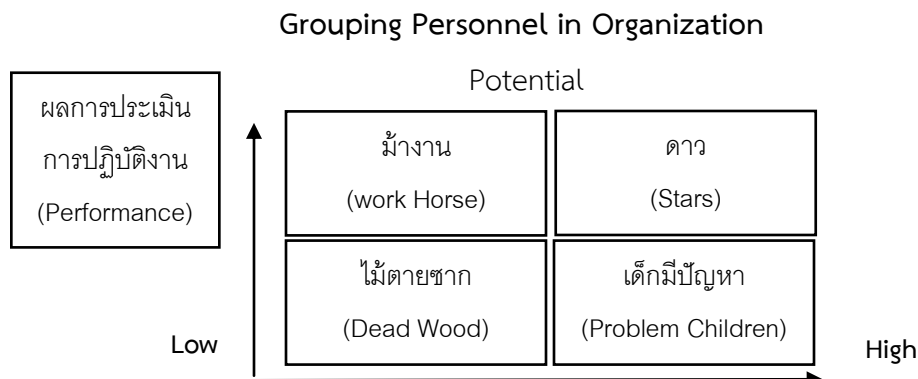 Grouping Personnel in Organization
Potential
ผลการประเมิน
การปฏิบัติงาน
(Performance)
ม้างาน
(work Horse)
ดาว
(Stars)
ไม้ตายซาก
(Dead Wood)
เด็กมีปัญหา
(Problem Children)
Low
High